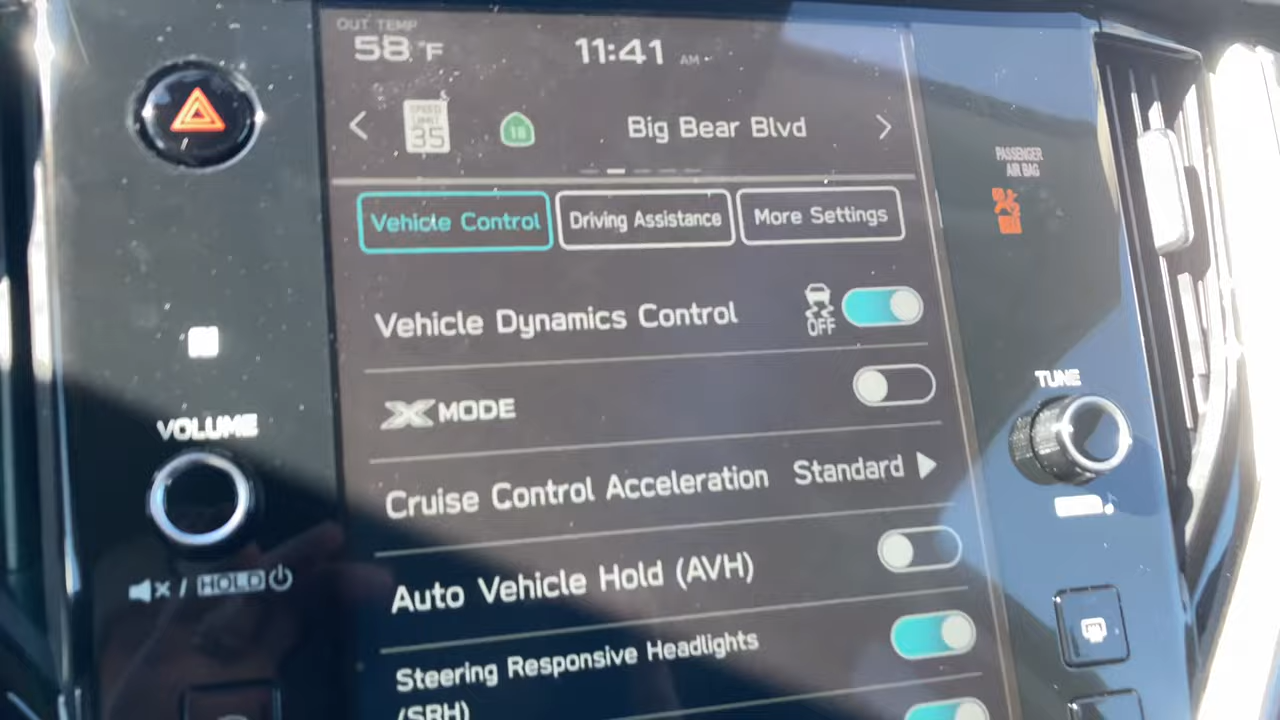 OUT TEMP
58 °F
11:41 AM
SPEED LIMIT 35
18
Big Bear Blvd
PASSENGER
AIR BAG
Vehicle Control
Driving Assistance
More Settings
Vehicle Dynamics Control
OFF
X MODE
TUNE
VOLUME
Cruise Control Acceleration Standard
HOLD
Auto Vehicle Hold (AVH)
Steering Responsive Headlights
(SRH)